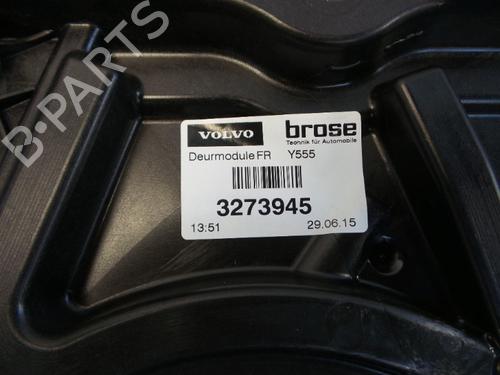 VOLVO brose
Technik für Automobile
Deurmodule FR Y555
3273945
13:51 29.06.15
B-PARTS